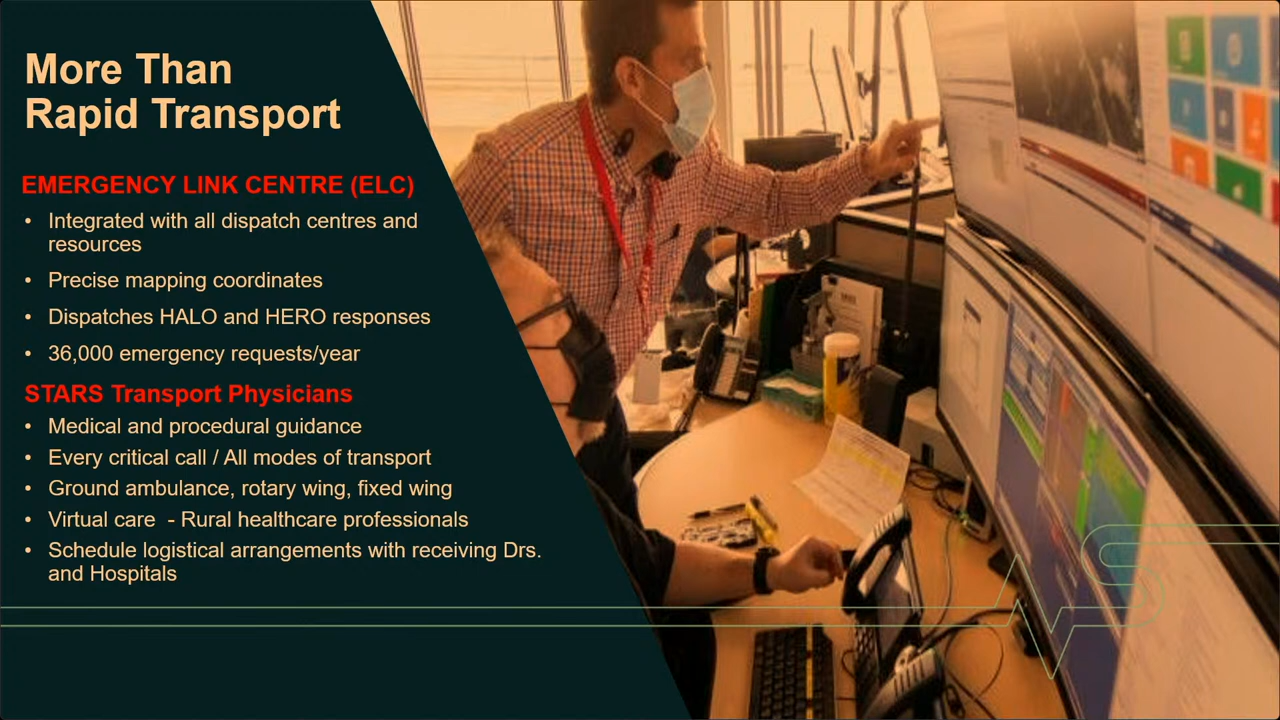 More Than
Rapid Transport
EMERGENCY LINK CENTRE (ELC)
• Integrated with all dispatch centres and
resources
• Precise mapping coordinates
• Dispatches HALO and HERO responses
• 36,000 emergency requests/year
STARS Transport Physicians
• Medical and procedural guidance
• Every critical call / All modes of transport
• Ground ambulance, rotary wing, fixed wing
• Virtual care - Rural healthcare professionals
• Schedule logistical arrangements with receiving Drs.
and Hospitals